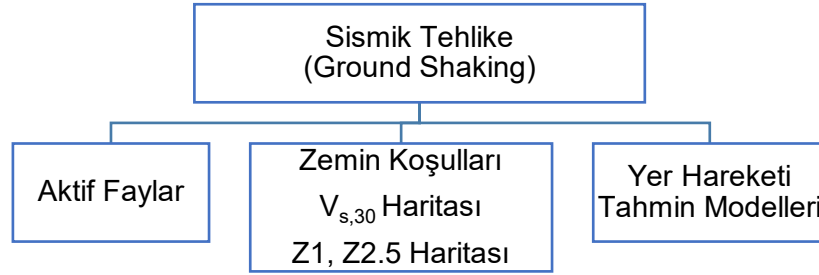 Sismik Tehlike
(Ground Shaking)
Aktif Faylar
Zemin Koşulları
Vs,30 Haritası
Z1, Z2.5 Haritası
Yer Hareketi
Tahmin Modelleri